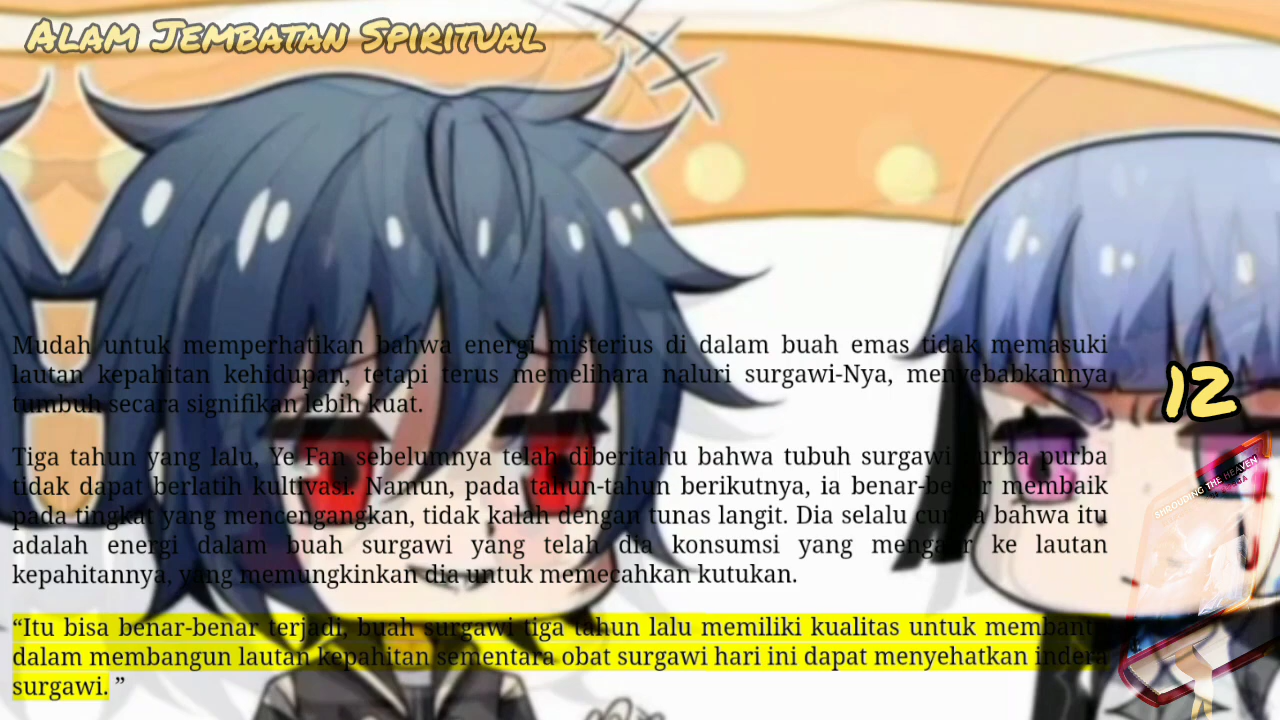 Alam Jembatan Spiritual
Mudah untuk memperhatikan bahwa energi misterius di dalam buah emas tidak memasuki
lautan kepahitan kehidupan, tetapi terus memelihara naluri surgawi-Nya, menyebabkannya
tumbuh secara signifikan lebih kuat.
12
Tiga tahun yang lalu, Ye Fan sebelumnya telah diberitahu bahwa tubuh surgawi purba purba
tidak dapat berlatih kultivasi. Namun, pada tahun-tahun berikutnya, ia benar-benar membaik
pada tingkat yang mencengangkan, tidak kalah dengan tunas langit. Dia selalu curiga bahwa itu
adalah energi dalam buah surgawi yang telah dia konsumsi yang mengalir ke lautan
kepahitannya, yang memungkinkan dia untuk memecahkan kutukan.
SHROUDING THE HEAVEN
“Itu bisa benar-benar terjadi, buah surgawi tiga tahun lalu memiliki kualitas untuk membantu
dalam membangun lautan kepahitan sementara obat surgawi hari ini dapat menyehatkan indera
surgawi. ”